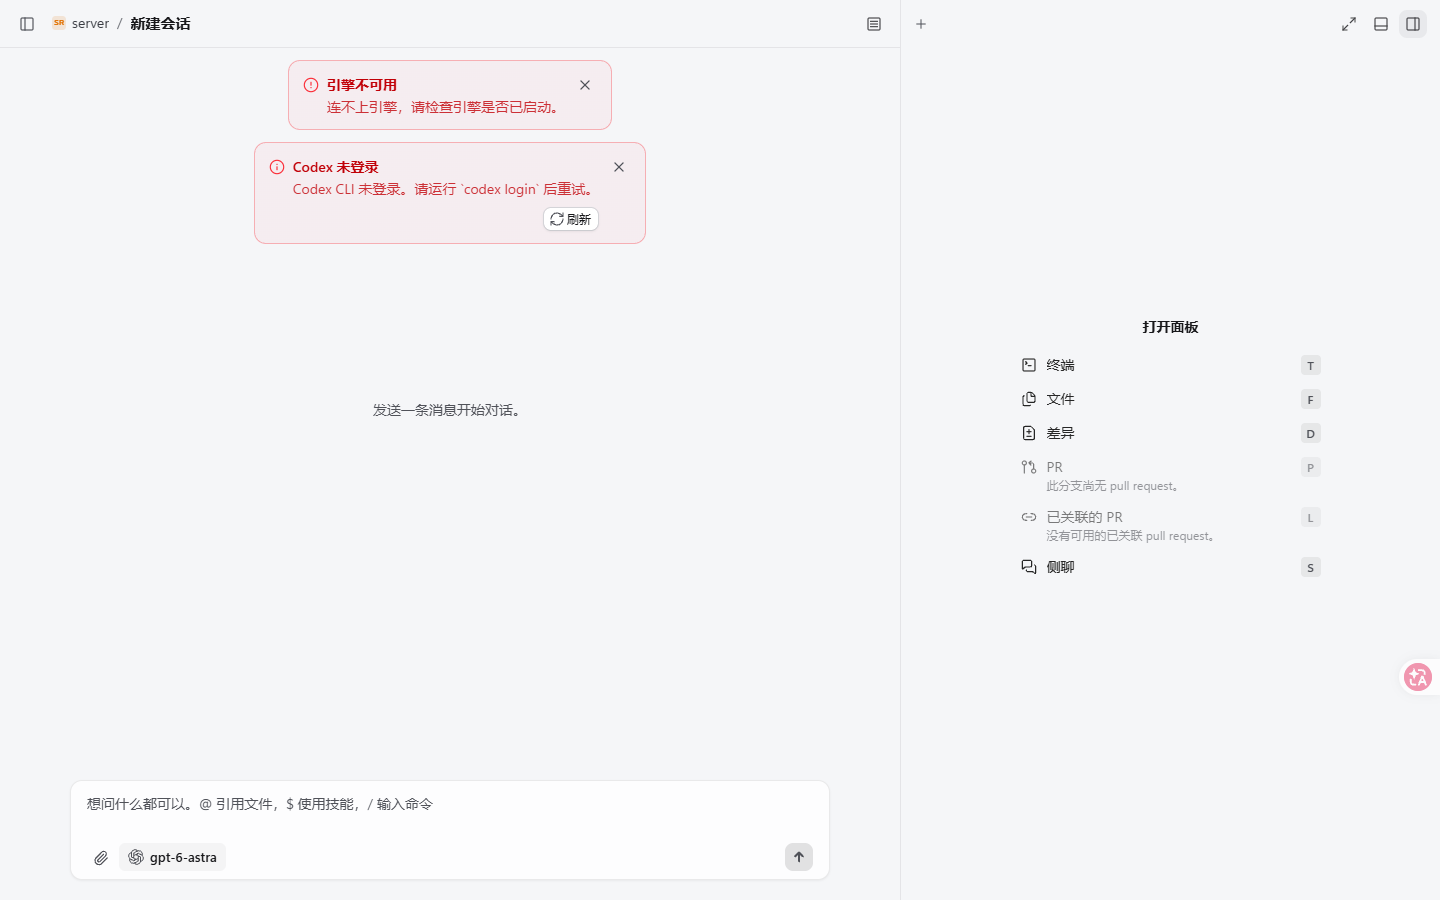 SR server / 新建会话
引擎不可用
连不上引擎，请检查引擎是否已启动。
Codex 未登录
Codex CLI 未登录。请运行 `codex login` 后重试。
刷新
发送一条消息开始对话。
想问什么都可以。@ 引用文件，$ 使用技能，/ 输入命令
gpt-6-astra
打开面板
终端 T
文件 F
差异 D
PR P
此分支尚无 pull request。
已关联的 PR L
没有可用的已关联 pull request。
侧聊 S